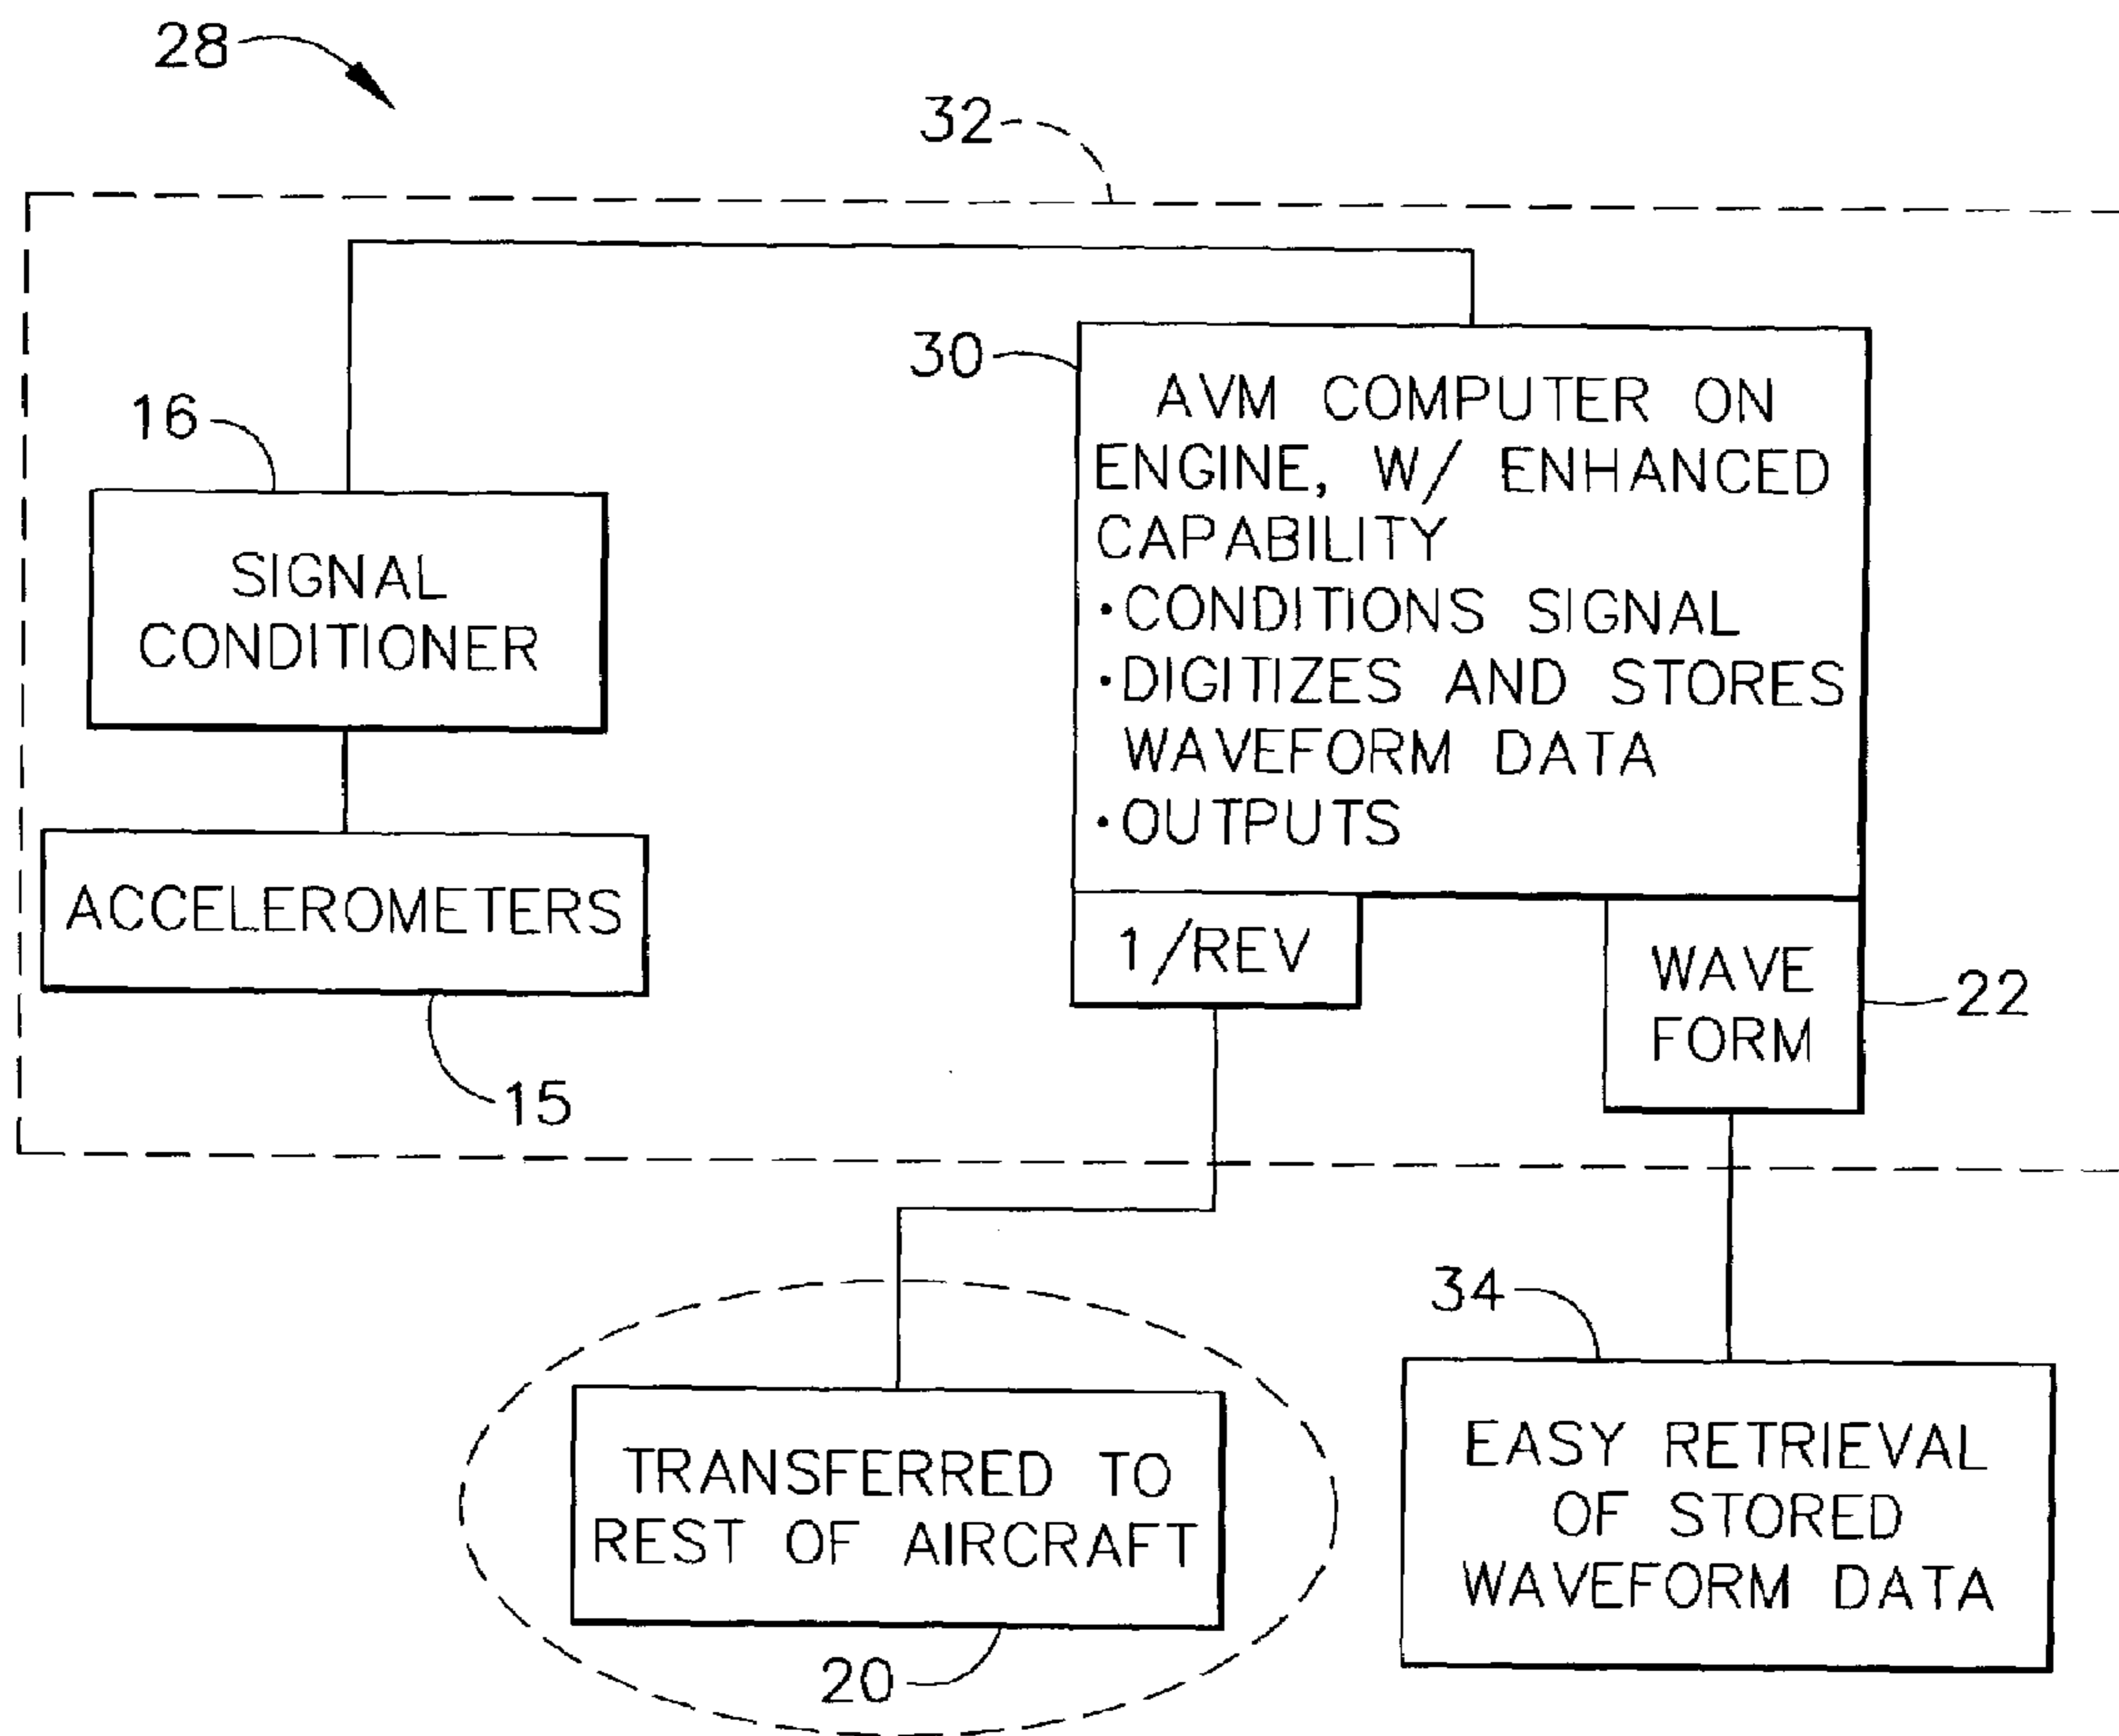 28
32
30
AVM COMPUTER ON
ENGINE, W/ ENHANCED
CAPABILITY
•CONDITIONS SIGNAL
•DIGITIZES AND STORES
WAVEFORM DATA
•OUTPUTS
16
SIGNAL
CONDITIONER
ACCELEROMETERS
15
1/REV
WAVE
FORM
22
34
TRANSFERRED TO
REST OF AIRCRAFT
20
EASY RETRIEVAL
OF STORED
WAVEFORM DATA